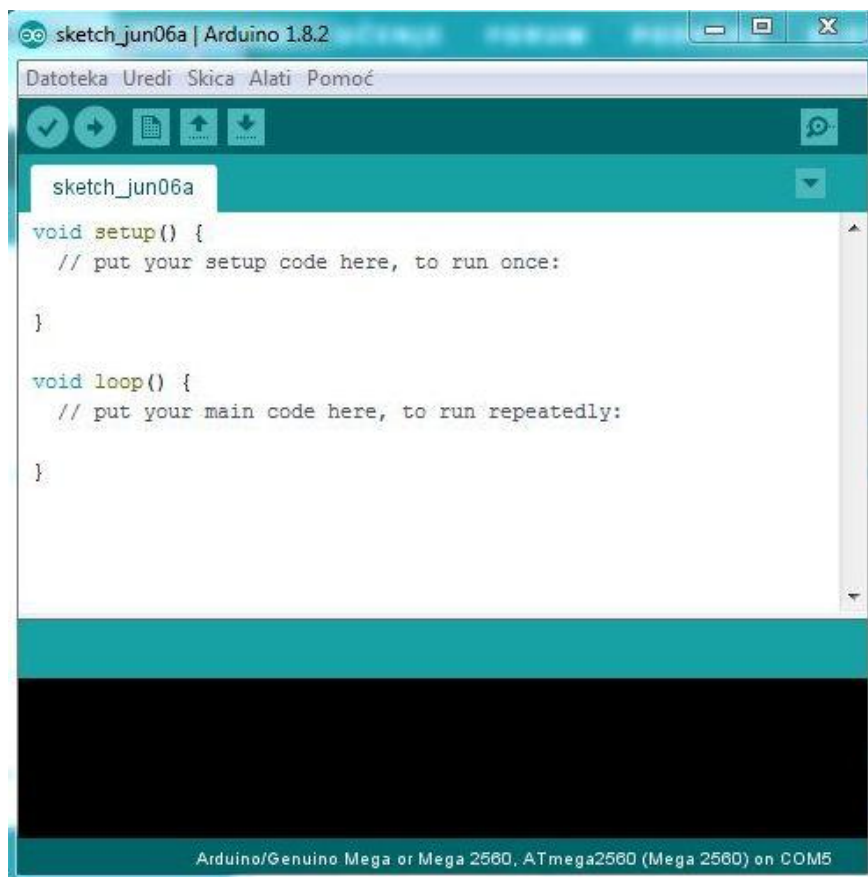 sketch_jun06a | Arduino 1.8.2
Datoteka Uredi Skica Alati Pomoć
sketch_jun06a
void setup() {
  // put your setup code here, to run once:
}
void loop() {
  // put your main code here, to run repeatedly:
}
Arduino/Genuino Mega or Mega 2560, ATmega2560 (Mega 2560) on COM5